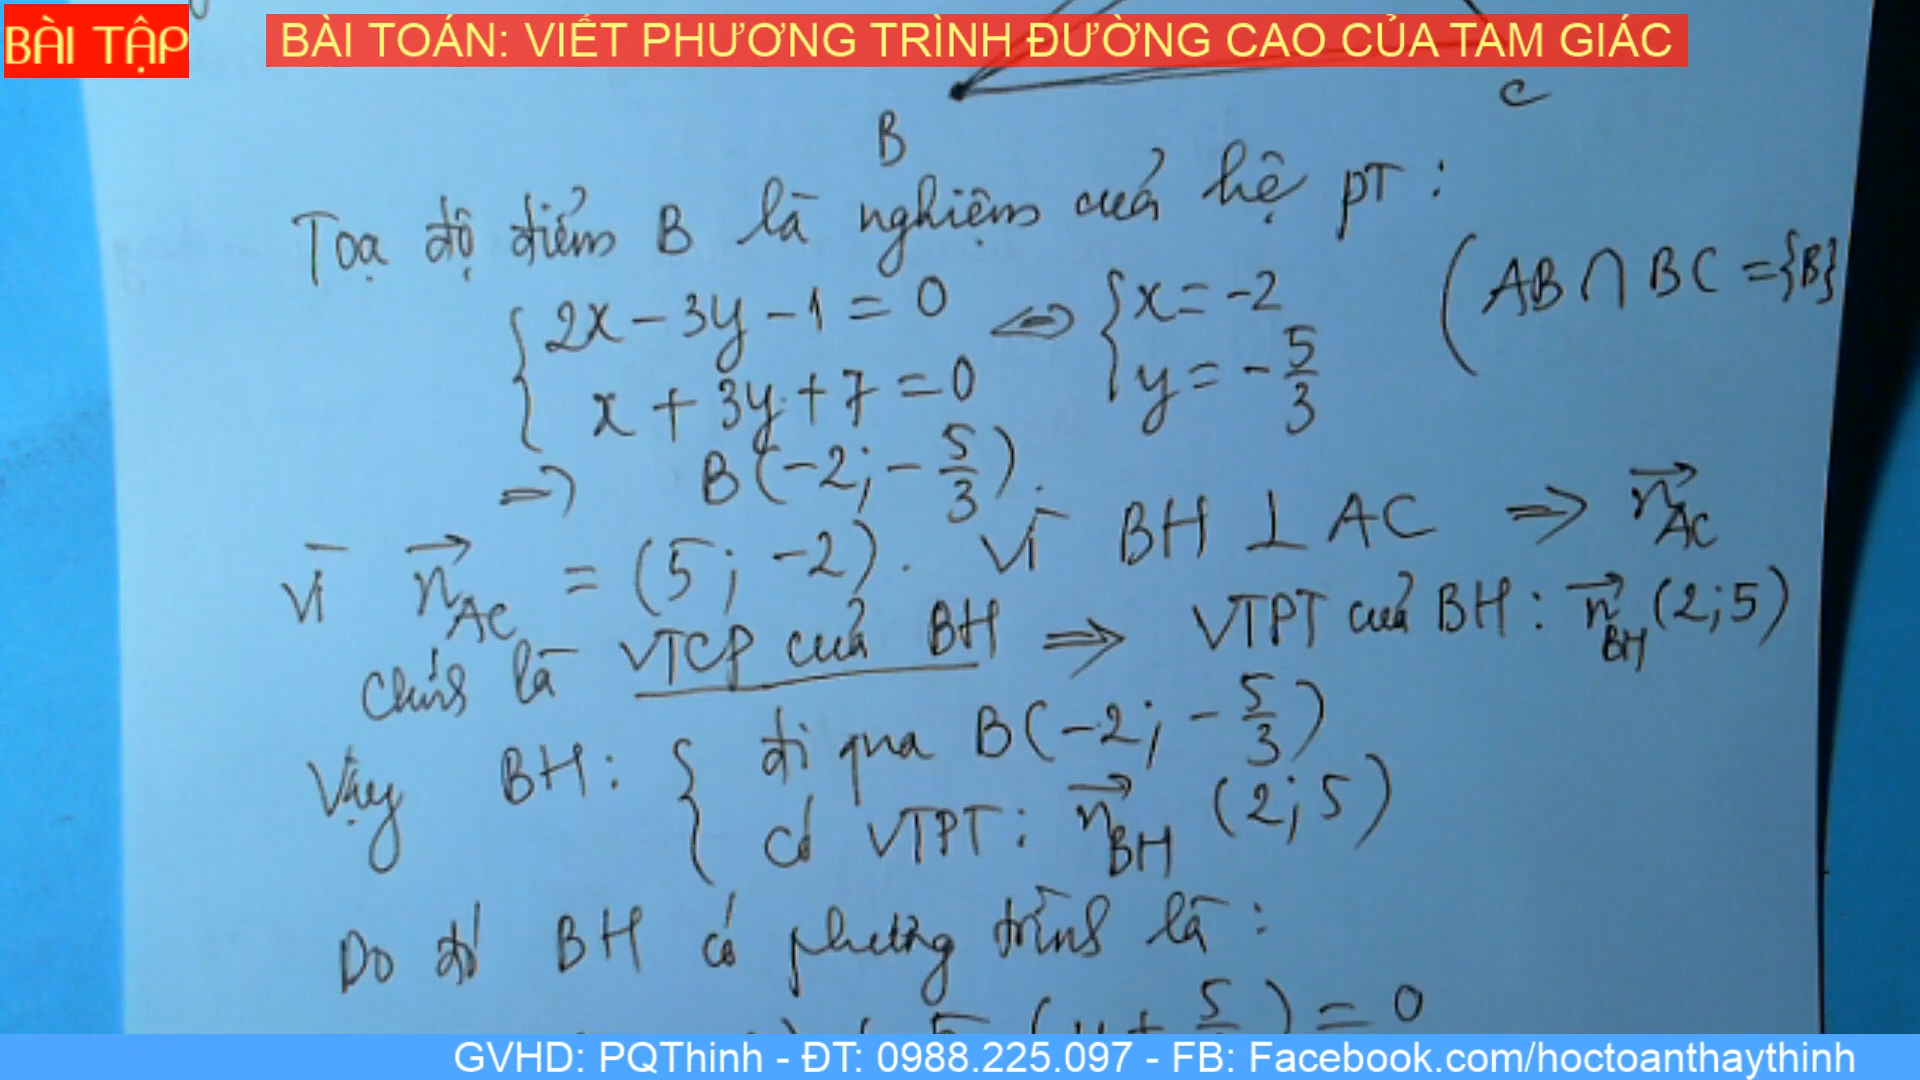 BÀI TẬP
BÀI TOÁN: VIẾT PHƯƠNG TRÌNH ĐƯỜNG CAO CỦA TAM GIÁC
B
C
Toạ độ điểm B là nghiệm của hệ PT:
{ 2x - 3y - 1 = 0 <=> { x = -2 (AB ∩ BC = {B}
x + 3y + 7 = 0 y = - 5/3
=> B(-2; - 5/3).
Vì n→AC = (5; -2). Vì BH ⊥ AC => n→AC
chính là VTCP của BH => VTPT của BH: n→BH (2;5)
Vậy BH: { đi qua B(-2; - 5/3)
có VTPT: n→BH (2; 5)
Do đó BH có phương trình là:
(y + 5/ ) = 0
GVHD: PQThinh - ĐT: 0988.225.097 - FB: Facebook.com/hoctoanthaythinh